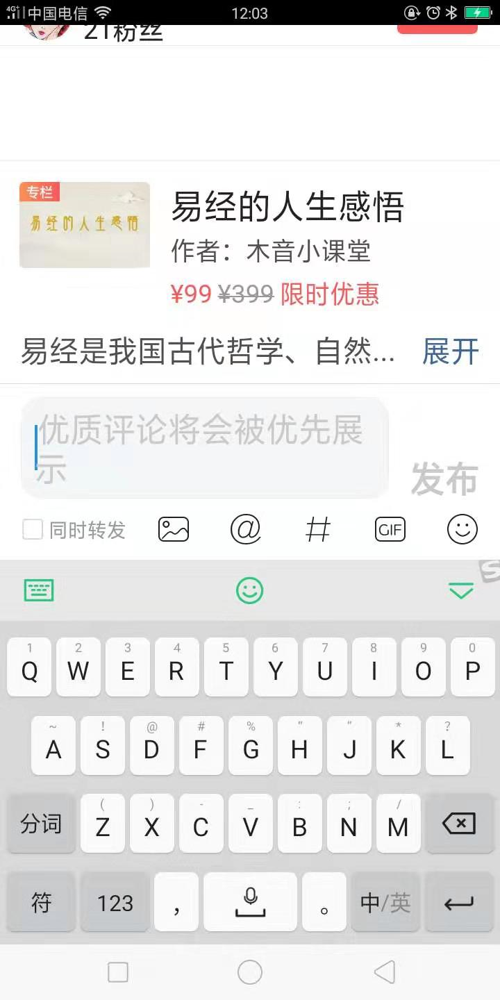 4G+ 中国电信 12:03
21粉丝
专栏
易经的人生感悟
易经的人生感悟
作者：木音小课堂
¥99 ¥399 限时优惠
易经是我国古代哲学、自然... 展开
优质评论将会被优先展
示
发布
同时转发 @ # GIF
S
1 2 3 4 5 6 7 8 9 0
Q W E R T Y U I O P
~ ! @ # % " " * ?
A S D F G H J K L
( ) - _ : ; /
分词 Z X C V B N M
符 123 ， 。 中/英